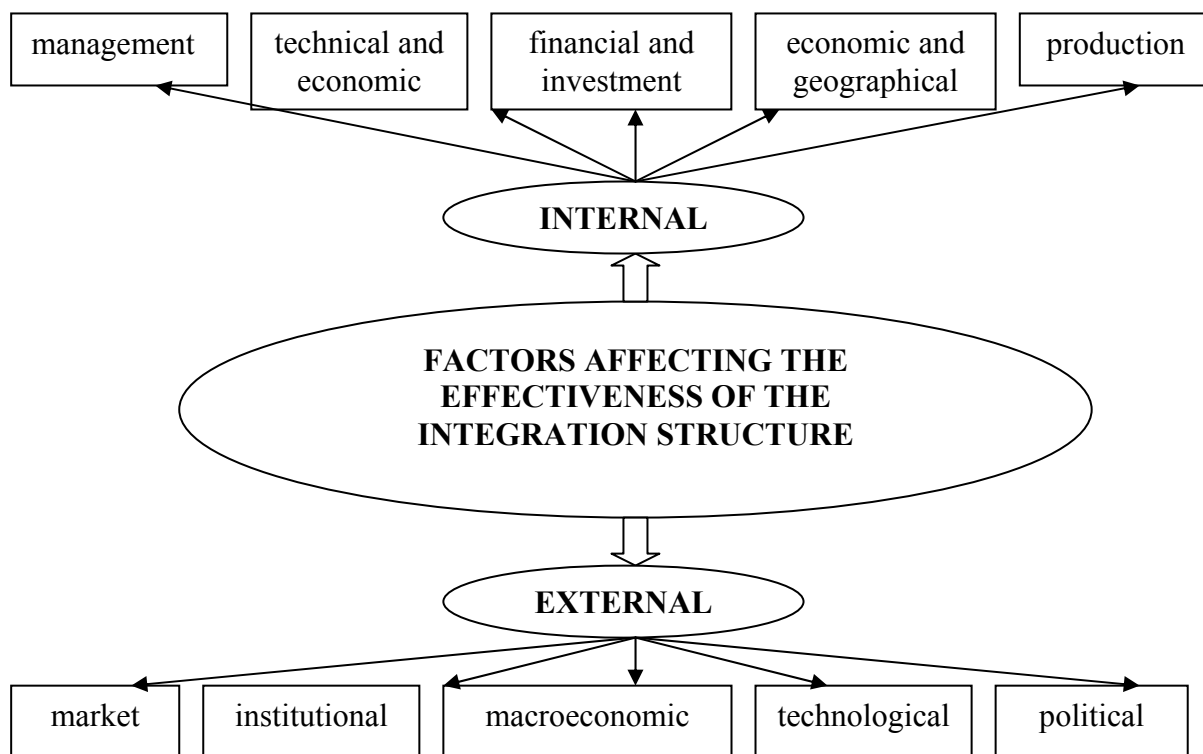 management
technical and
economic
financial and
investment
economic and
geographical
production
INTERNAL
FACTORS AFFECTING THE
EFFECTIVENESS OF THE
INTEGRATION STRUCTURE
EXTERNAL
market
institutional
macroeconomic
technological
political